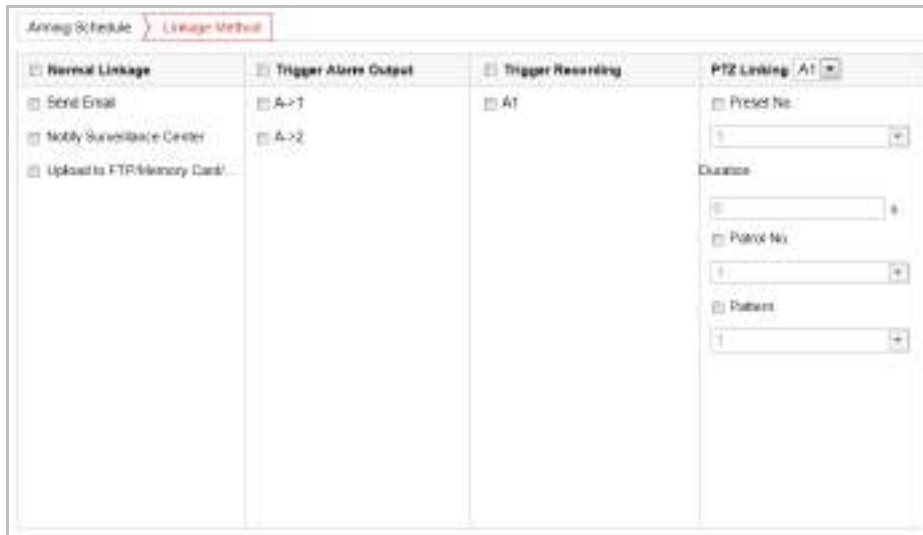 Arming Schedule Linkage Method
Normal Linkage
Send Email
Notify Surveillance Center
Upload to FTP/Memory Card/...
Trigger Alarm Output
A->1
A->2
Trigger Recording
A1
PTZ Linking A1
Preset No.
1
Duration
s
Patrol No.
1
Pattern
1